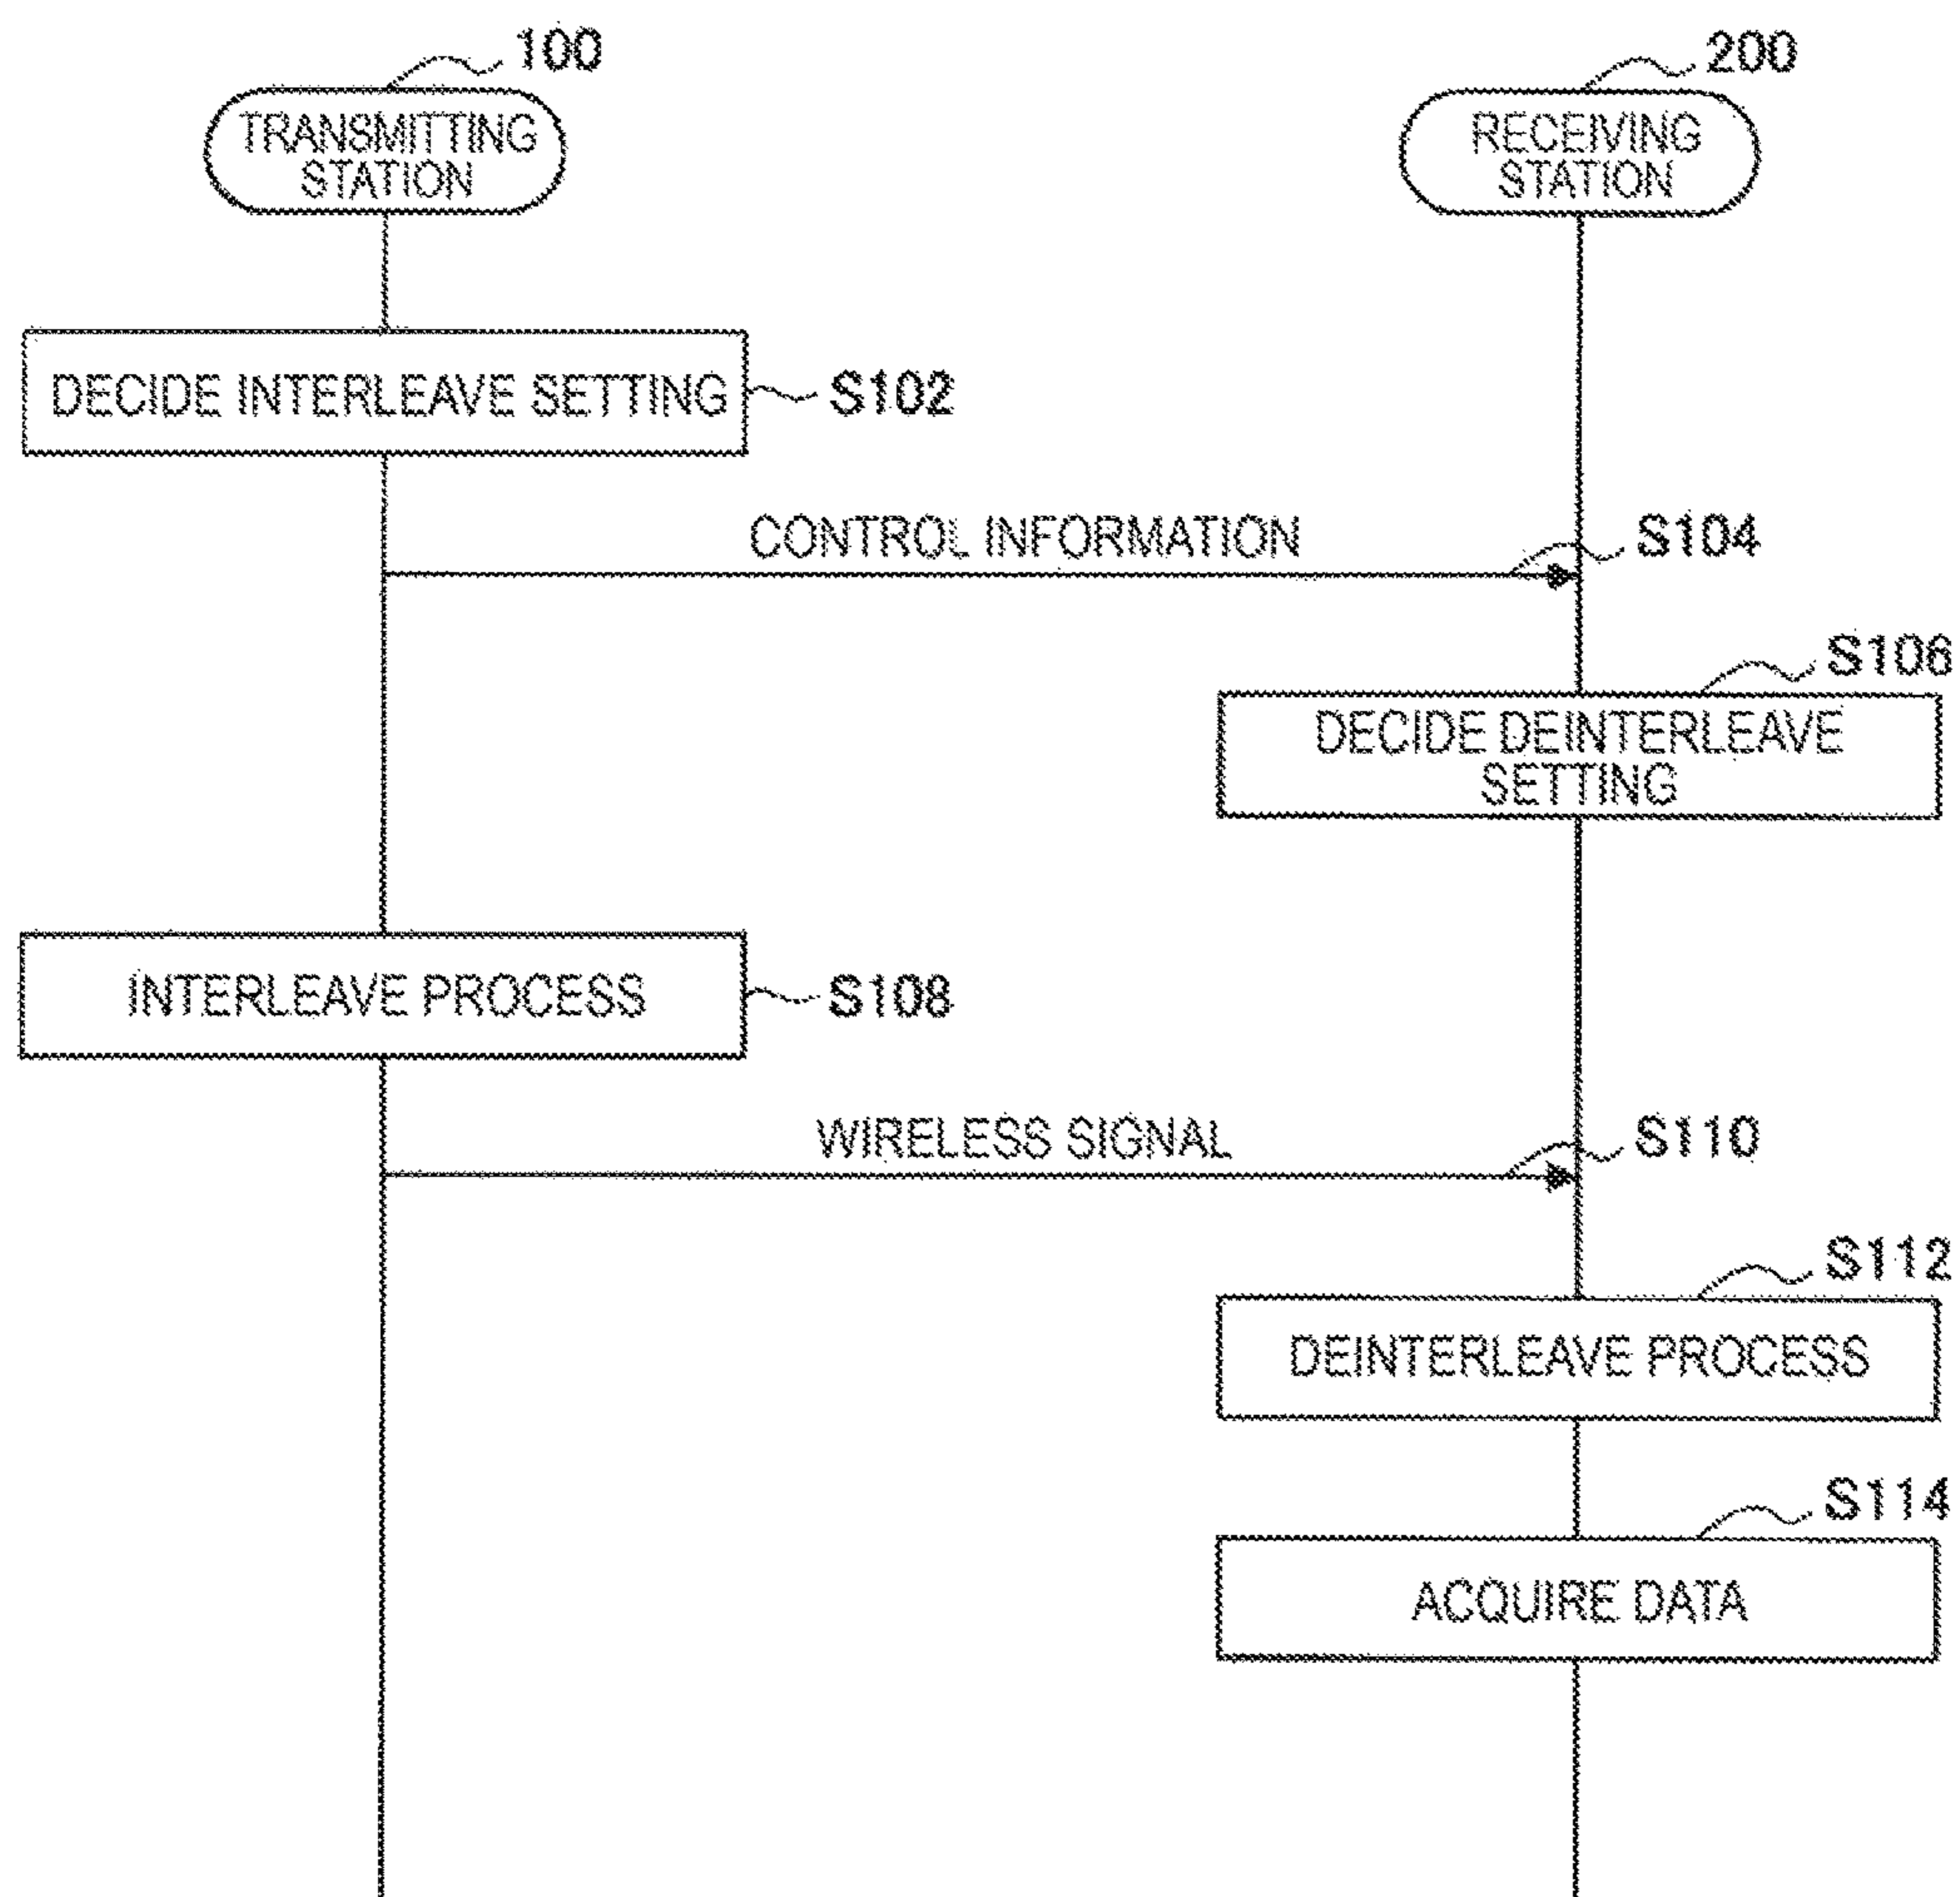 100
200
TRANSMITTING
STATION
RECEIVING
STATION
DECIDE INTERLEAVE SETTING
S102
CONTROL INFORMATION
S104
S106
DECIDE DEINTERLEAVE
SETTING
INTERLEAVE PROCESS
S108
WIRELESS SIGNAL
S110
S112
DEINTERLEAVE PROCESS
S114
ACQUIRE DATA